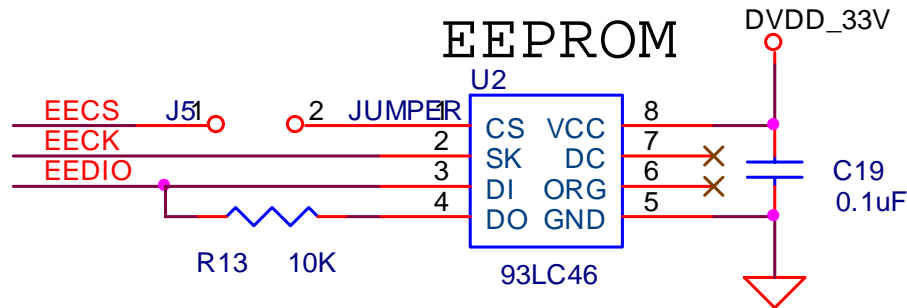 DVDD_33V
EEPROM
U2
EECS J5 1 2 JUMPER 1 CS VCC 8
EECK 2 SK DC 7
EEDIO 3 DI ORG 6
4 DO GND 5
C19
0.1uF
R13 10K
93LC46